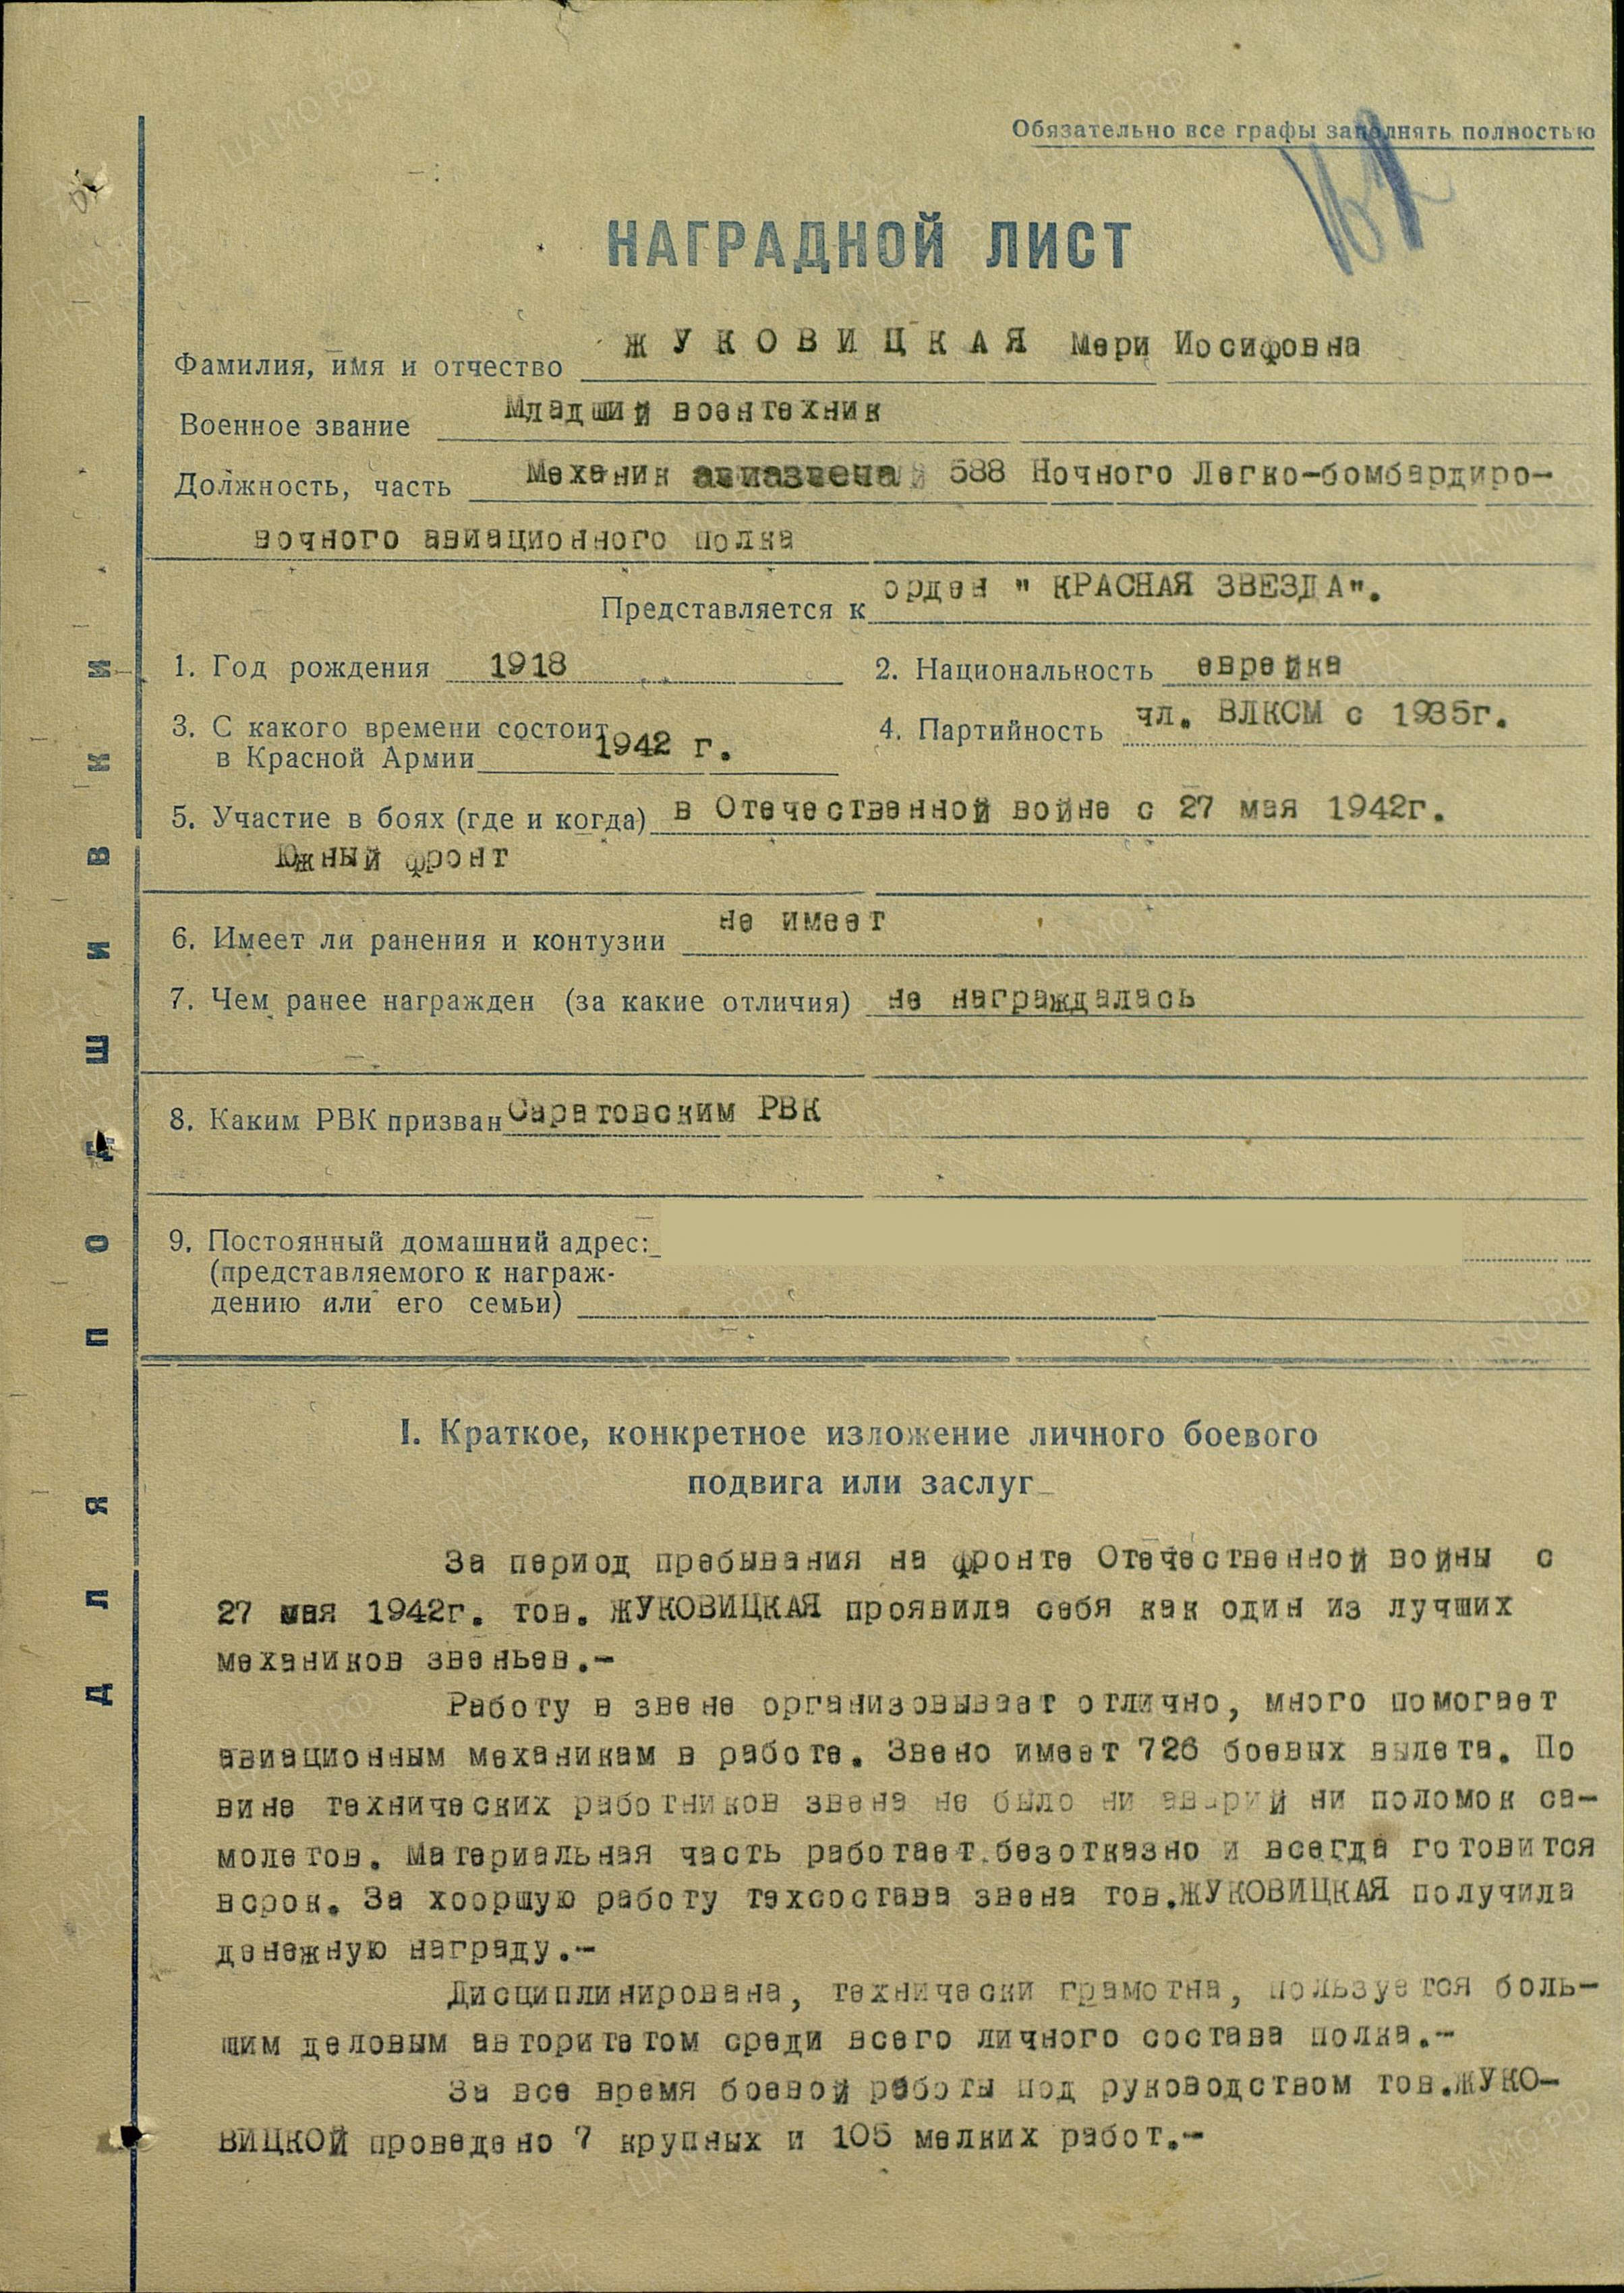 Обязательно все графы заполнять полностью
НАГРАДНОЙ ЛИСТ
Фамилия, имя и отчество ЖУКОВИЦКАЯ Мери Иосифовна
Военное звание Младший воентехник
Должность, часть Механик авиазвена 588 Ночного Легко-бомбардиро-
вочного авиационного полка
Представляется к орден "КРАСНАЯ ЗВЕЗДА".
1. Год рождения 1918 2. Национальность еврейка
3. С какого времени состоит
в Красной Армии 1942 г. 4. Партийность чл. ВЛКСМ с 1935г.
5. Участие в боях (где и когда) в Отечественной войне с 27 мая 1942г.
Южный фронт
6. Имеет ли ранения и контузии не имеет
7. Чем ранее награжден (за какие отличия) не награждалась
8. Каким РВК призван Саратовским РВК
9. Постоянный домашний адрес:
(представляемого к награж-
дению или его семьи)
I. Краткое, конкретное изложение личного боевого
подвига или заслуг
За период пребывания на фронте Отечественной войны с
27 мая 1942г. тов. ЖУКОВИЦКАЯ проявила себя как один из лучших
механиков звеньев.-
Работу в звене организовывает отлично, много помогает
авиационным механикам в работе. Звено имеет 726 боевых вылета. По
вине технических работников звена не было ни аварий ни поломок са-
молетов. Материальная часть работает безотказно и всегда готовится
всрок. За хооршую работу техсостава звена тов.ЖУКОВИЦКАЯ получила
денежную награду.-
Дисциплинирована, технически грамотна, пользуется боль-
шим деловым авторитетом среди всего личного состава полка.-
За все время боевой работы под руководством тов.ЖУКО-
ВИЦКОЙ проведено 7 крупных и 105 мелких работ.-
ДЛЯ ПОДШИВКИ